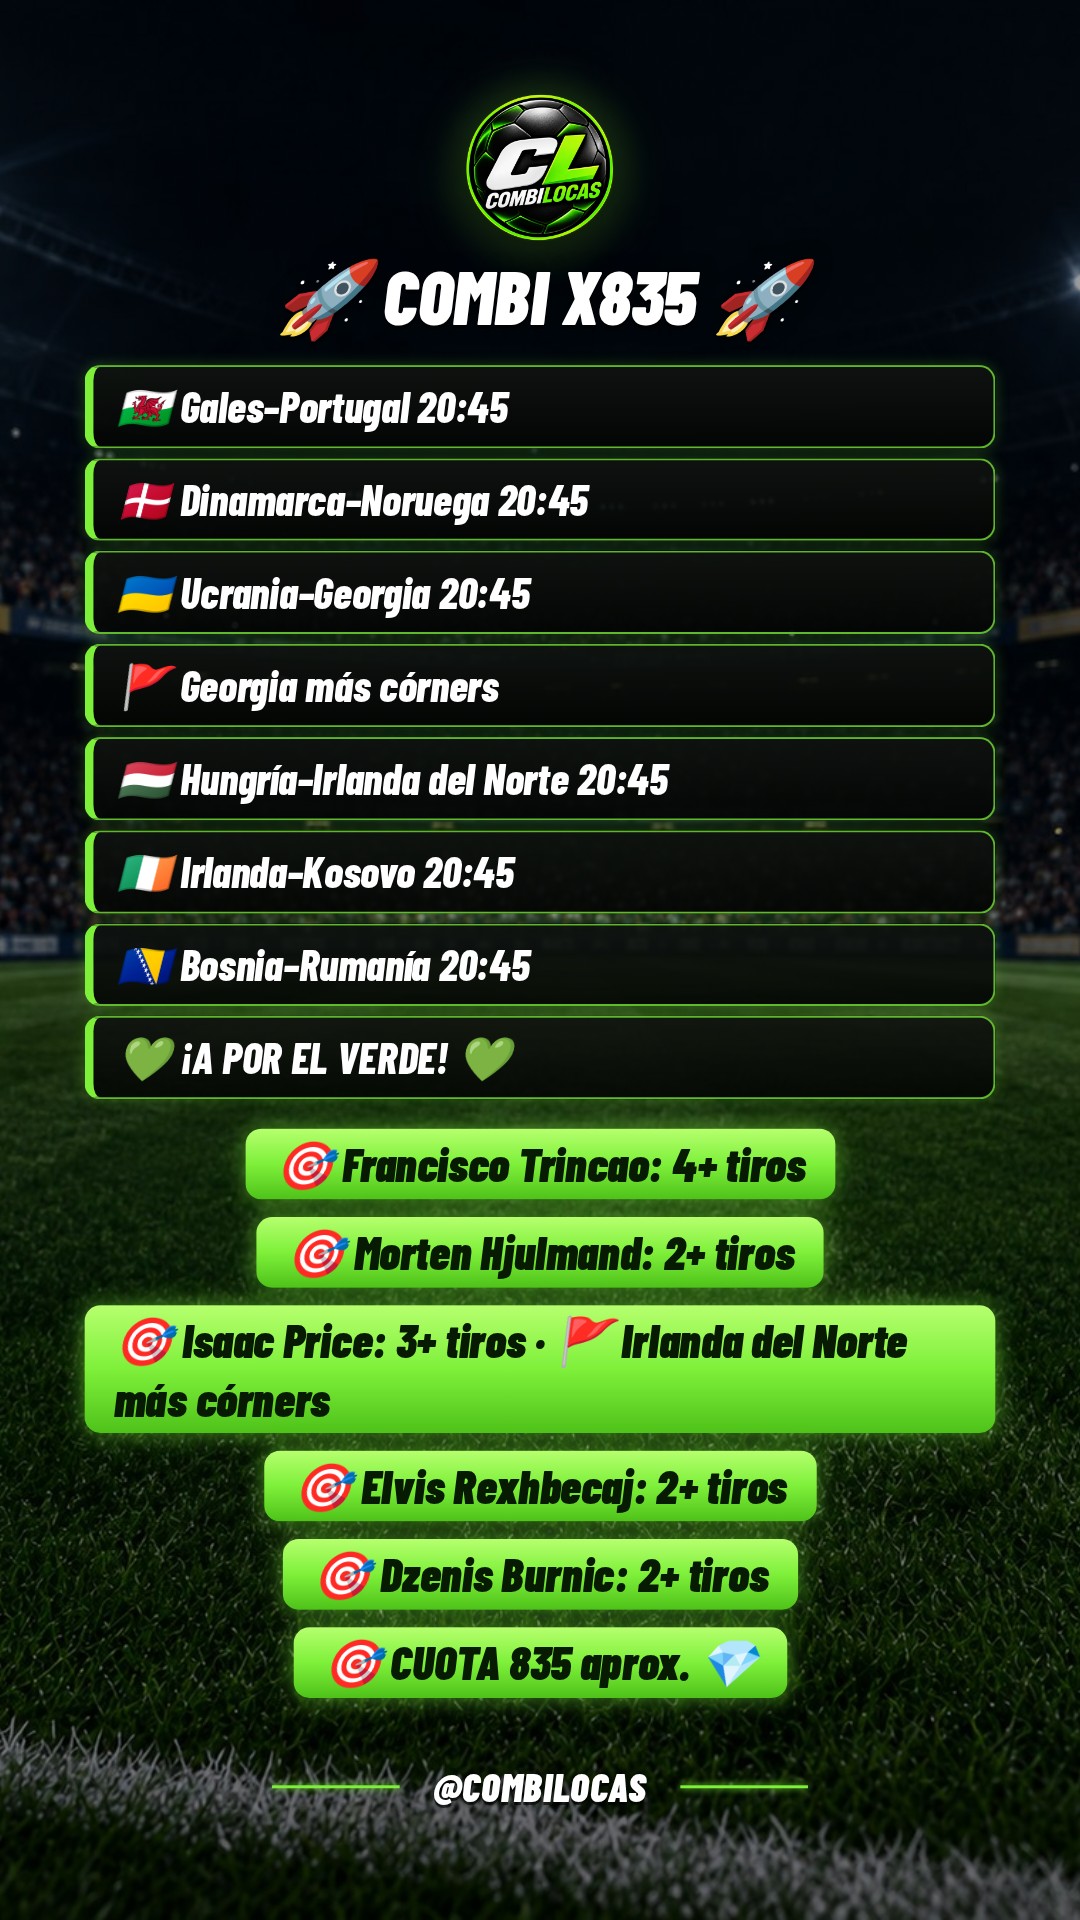 CL
COMBILOCAS
🚀 COMBI X835 🚀
🏴󠁧󠁢󠁷󠁬󠁳󠁿 Gales-Portugal 20:45
🇩🇰 Dinamarca-Noruega 20:45
🇺🇦 Ucrania-Georgia 20:45
🚩 Georgia más córners
🇭🇺 Hungría-Irlanda del Norte 20:45
🇮🇪 Irlanda-Kosovo 20:45
🇧🇦 Bosnia-Rumanía 20:45
💚 ¡A POR EL VERDE! 💚
🎯 Francisco Trincao: 4+ tiros
🎯 Morten Hjulmand: 2+ tiros
🎯 Isaac Price: 3+ tiros · 🚩 Irlanda del Norte
más córners
🎯 Elvis Rexhbecaj: 2+ tiros
🎯 Dzenis Burnic: 2+ tiros
🎯 CUOTA 835 aprox. 💎
@COMBILOCAS